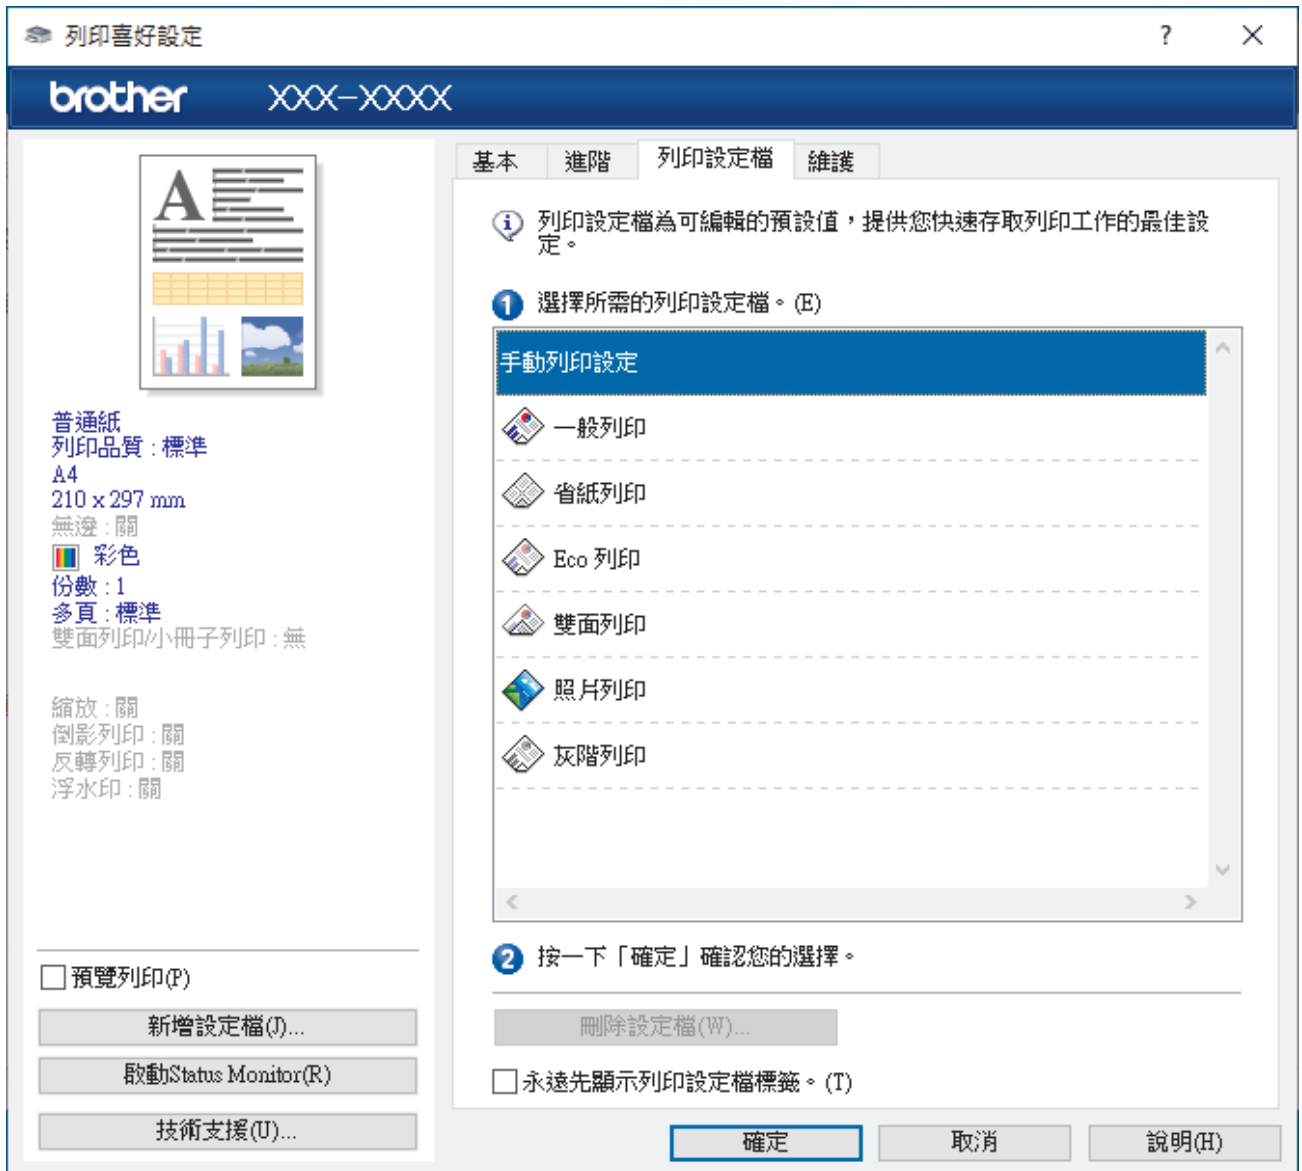 列印喜好設定
? ×
brother XXX-XXXX
A
普通紙
列印品質 : 標準
A4
210 x 297 mm
無邊 : 關
彩色
份數 : 1
多頁 : 標準
雙面列印/小冊子列印 : 無
縮放 : 關
倒影列印 : 關
反轉列印 : 關
浮水印 : 關
預覽列印(P)
新增設定檔(J)...
啟動Status Monitor(R)
技術支援(U)...
基本 進階 列印設定檔 維護
列印設定檔為可編輯的預設值，提供您快速存取列印工作的最佳設
定。
1 選擇所需的列印設定檔。(E)
手動列印設定
一般列印
省紙列印
Eco 列印
雙面列印
照片列印
灰階列印
2 按一下「確定」確認您的選擇。
刪除設定檔(W)...
永遠先顯示列印設定檔標籤。(T)
確定 取消 說明(H)